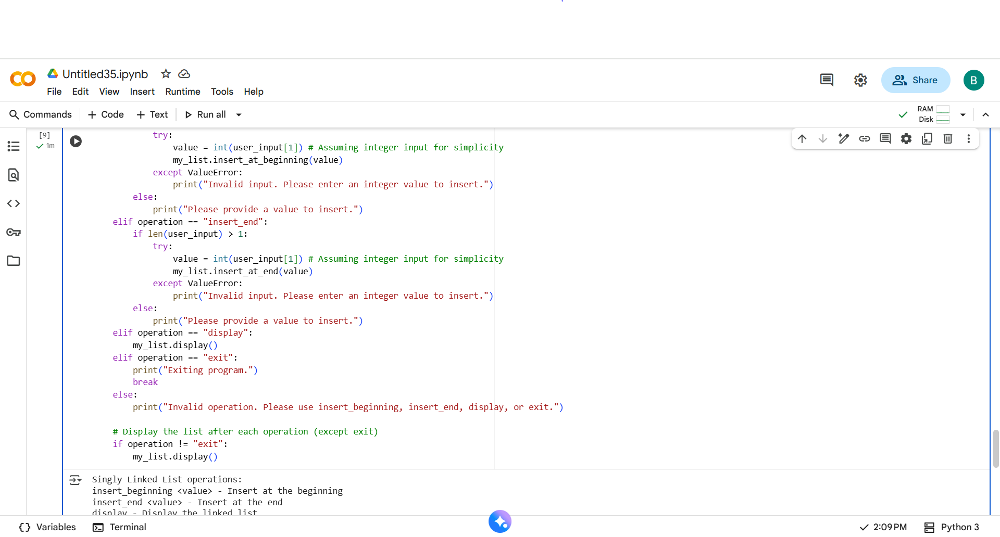 Untitled35.ipynb
File Edit View Insert Runtime Tools Help
Share
B
Commands + Code + Text Run all
RAM
Disk
[9]
1m
try:
value = int(user_input[1]) # Assuming integer input for simplicity
my_list.insert_at_beginning(value)
except ValueError:
print("Invalid input. Please enter an integer value to insert.")
else:
print("Please provide a value to insert.")
elif operation == "insert_end":
if len(user_input) > 1:
try:
value = int(user_input[1]) # Assuming integer input for simplicity
my_list.insert_at_end(value)
except ValueError:
print("Invalid input. Please enter an integer value to insert.")
else:
print("Please provide a value to insert.")
elif operation == "display":
my_list.display()
elif operation == "exit":
print("Exiting program.")
break
else:
print("Invalid operation. Please use insert_beginning, insert_end, display, or exit.")
# Display the list after each operation (except exit)
if operation != "exit":
my_list.display()
Singly Linked List operations:
insert_beginning <value> - Insert at the beginning
insert_end <value> - Insert at the end
display - Display the linked list
Variables Terminal
2:09 PM Python 3